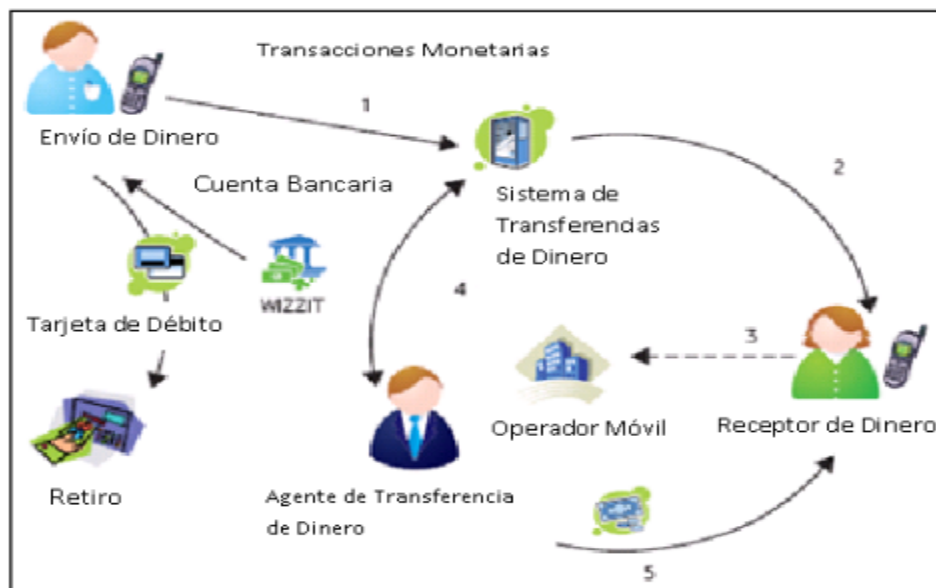 Transacciones Monetarias
1
Envío de Dinero
Cuenta Bancaria
2
Sistema de
Transferencias
de Dinero
WIZZIT
4
Tarjeta de Débito
3
Operador Móvil
Receptor de Dinero
Retiro
Agente de Transferencia
de Dinero
5